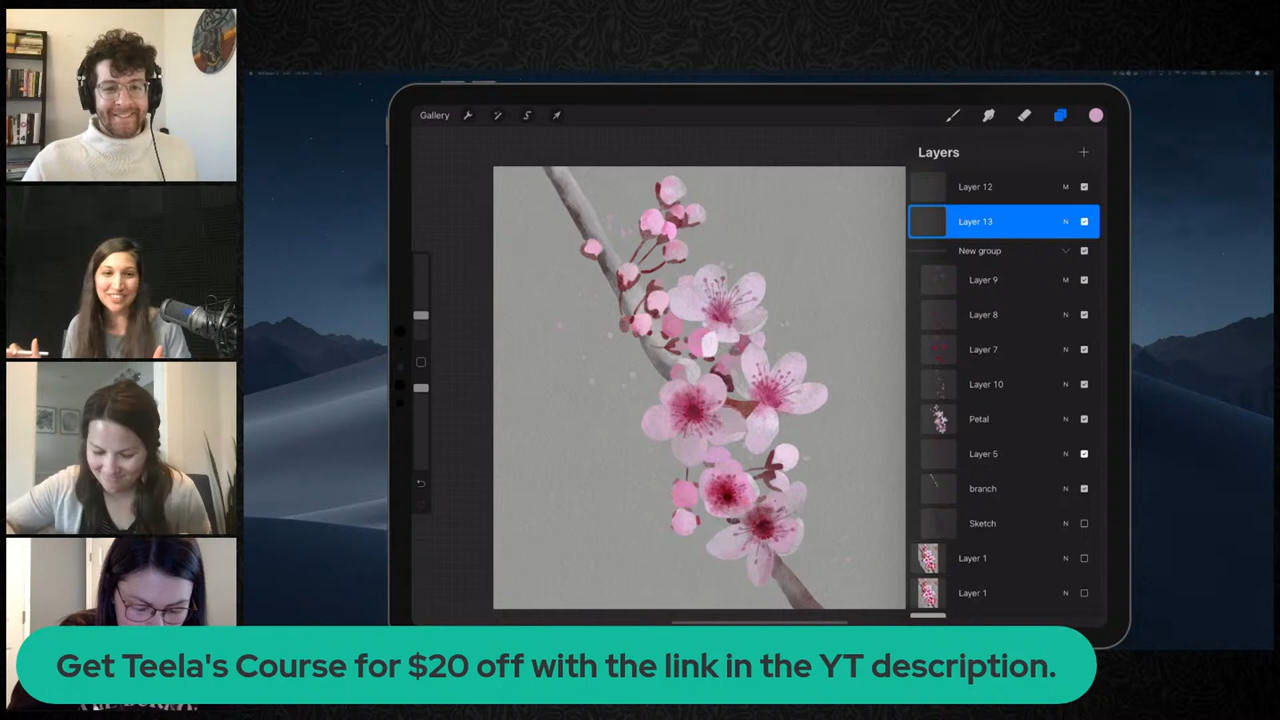 Gallery
Layers
Layer 12 M
Layer 13 N
New group
Layer 9 M
Layer 8 N
Layer 7 N
Layer 10 N
Petal N
Layer 5 N
branch N
Sketch N
Layer 1 N
Layer 1 N
Get Teela's Course for $20 off with the link in the YT description.